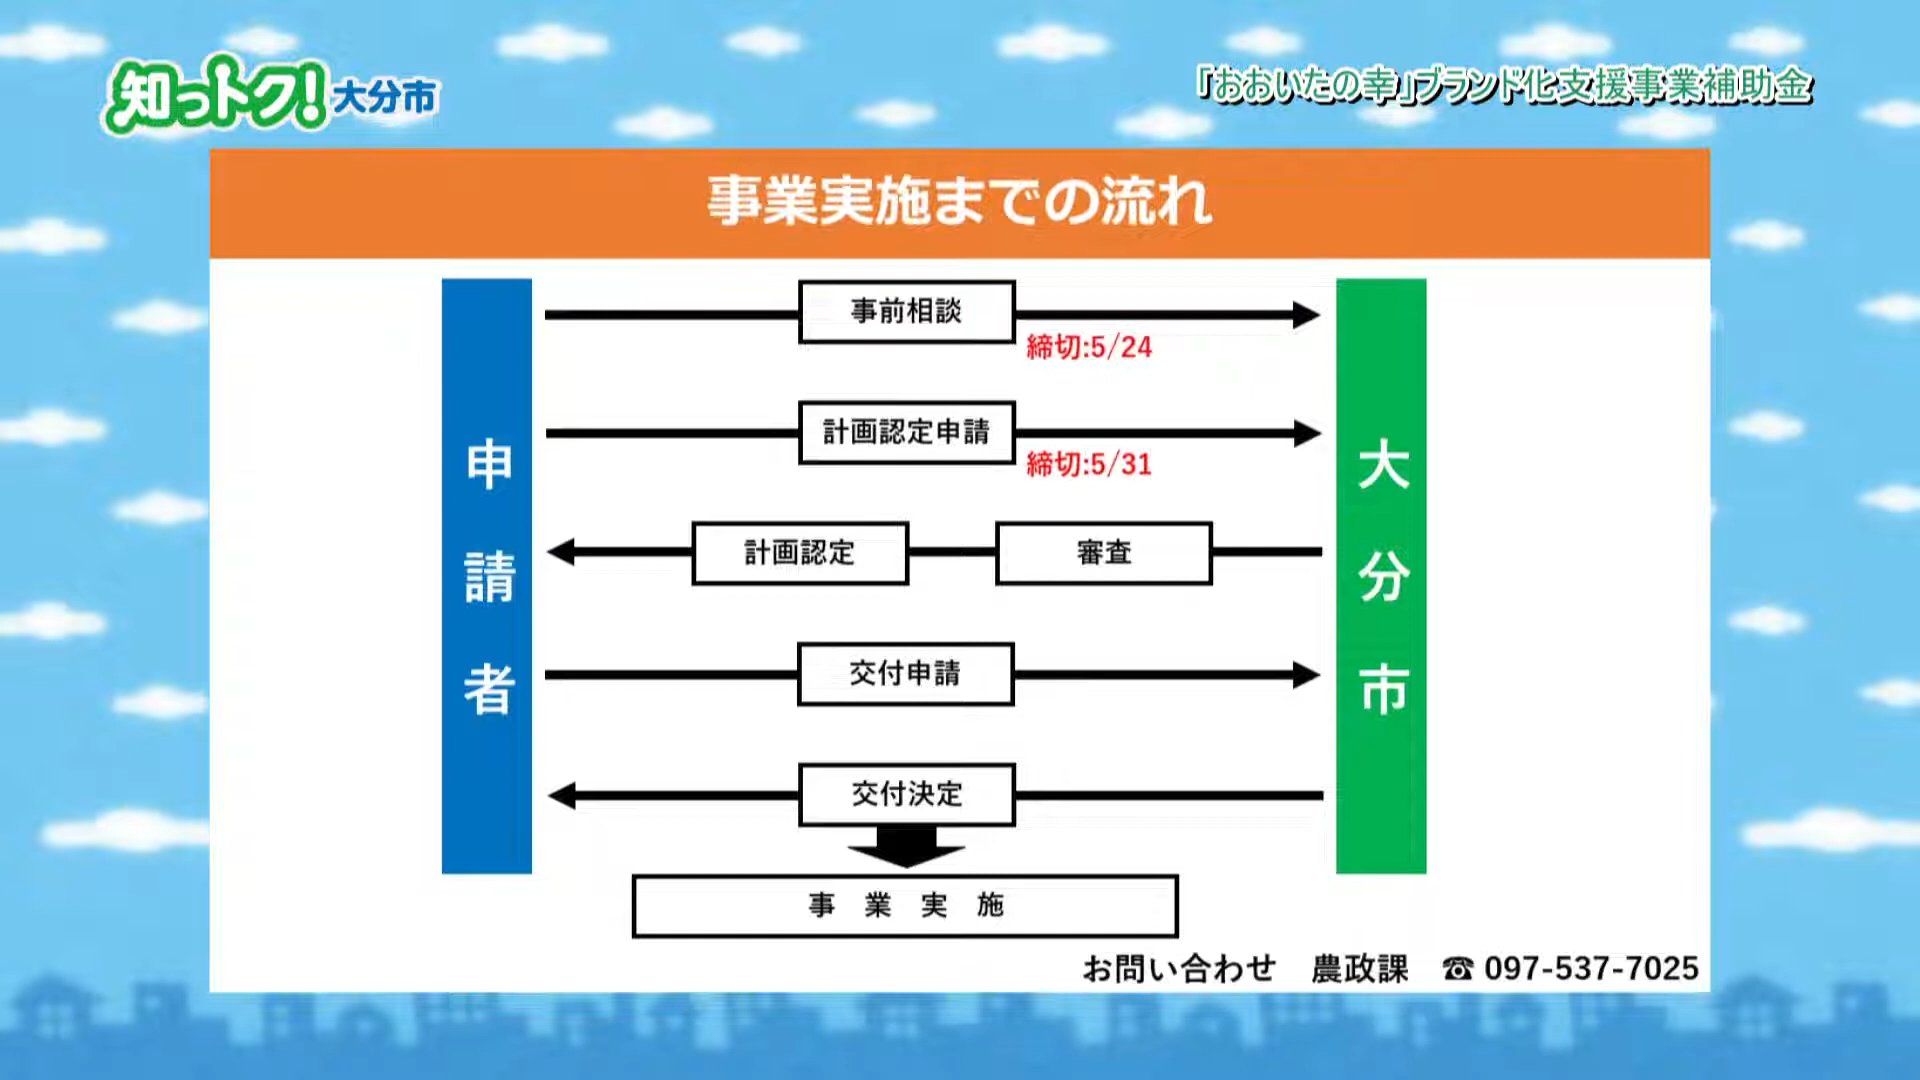 知っトク!大分市
「おおいたの幸」ブランド化支援事業補助金
事業実施までの流れ
申請者
大分市
事前相談
締切:5/24
計画認定申請
締切:5/31
計画認定
審査
交付申請
交付決定
事業実施
お問い合わせ 農政課 ☎ 097-537-7025